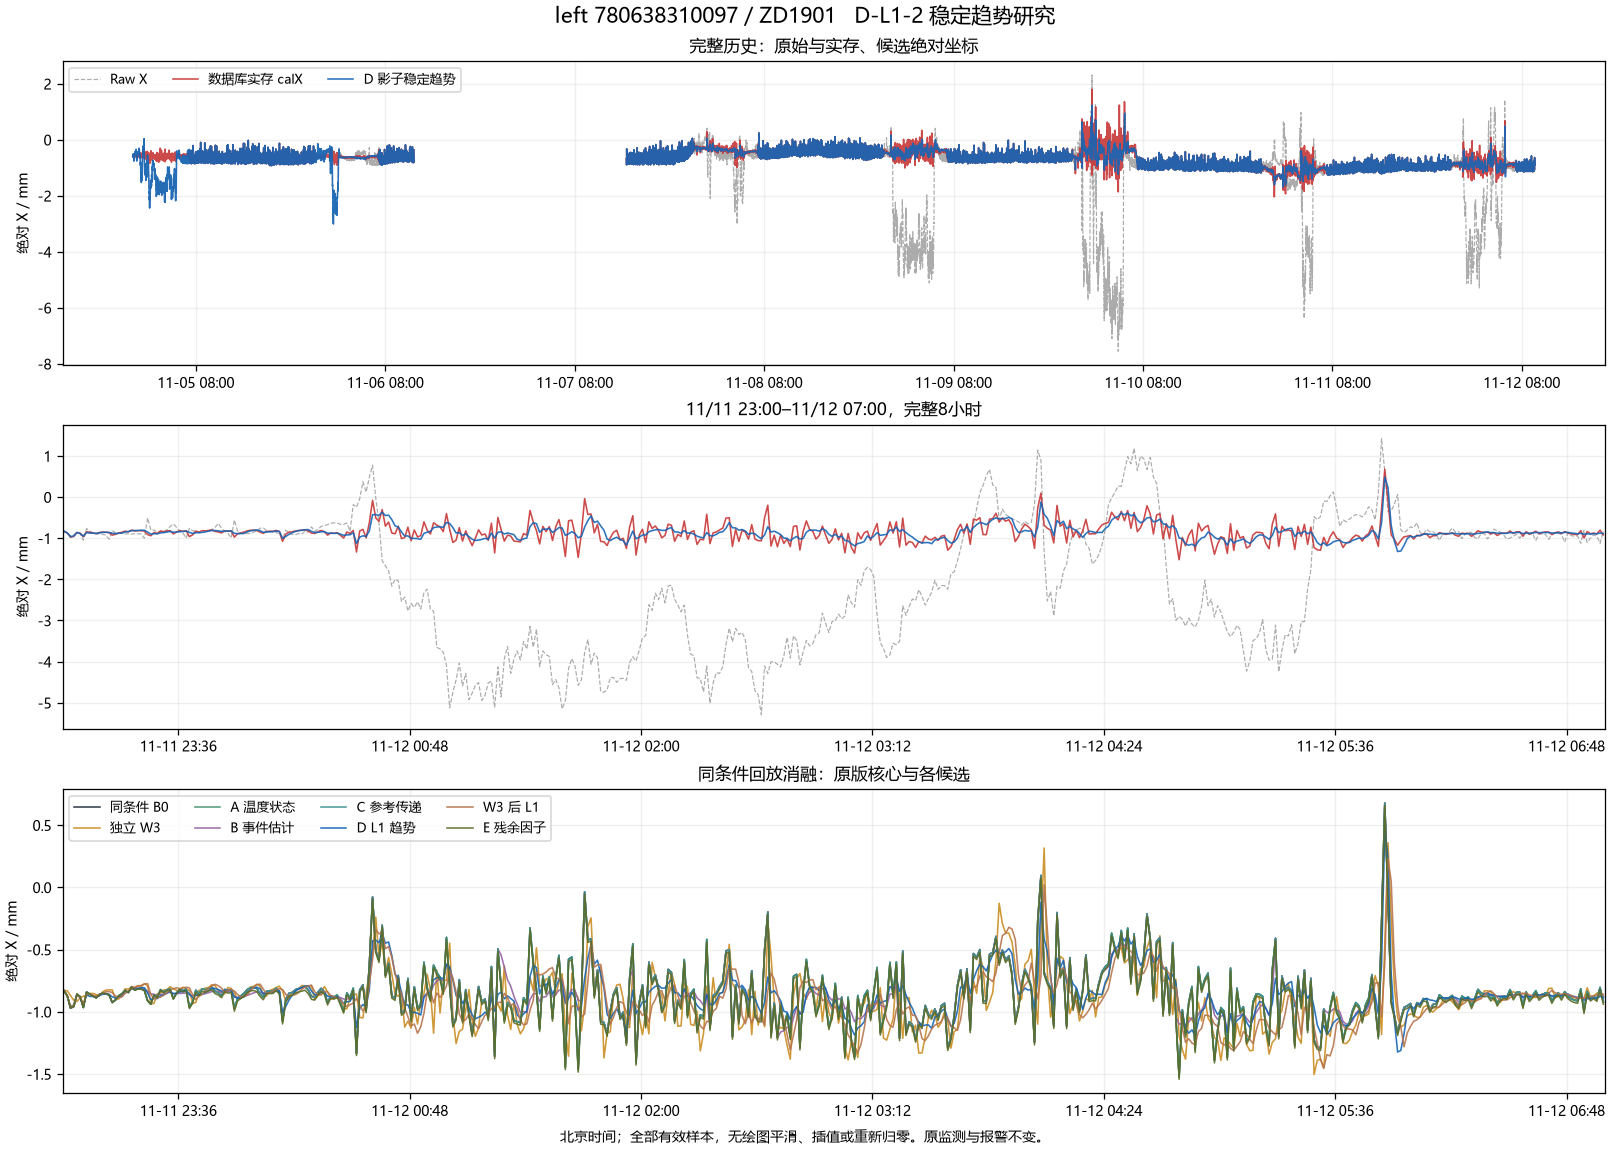 left 780638310097 / ZD1901   D-L1-2 稳定趋势研究
完整历史：原始与实存、候选绝对坐标
Raw X
数据库实存 calX
D 影子稳定趋势
绝对 X / mm
2
0
-2
-4
-6
-8
11-05 08:00
11-06 08:00
11-07 08:00
11-08 08:00
11-09 08:00
11-10 08:00
11-11 08:00
11-12 08:00
11/11 23:00–11/12 07:00，完整8小时
绝对 X / mm
1
0
-1
-2
-3
-4
-5
11-11 23:36
11-12 00:48
11-12 02:00
11-12 03:12
11-12 04:24
11-12 05:36
11-12 06:48
同条件回放消融：原版核心与各候选
同条件 B0
A 温度状态
C 参考传递
W3 后 L1
独立 W3
B 事件估计
D L1 趋势
E 残余因子
绝对 X / mm
0.5
0.0
-0.5
-1.0
-1.5
11-11 23:36
11-12 00:48
11-12 02:00
11-12 03:12
11-12 04:24
11-12 05:36
11-12 06:48
北京时间；全部有效样本，无绘图平滑、插值或重新归零。原监测与报警不变。